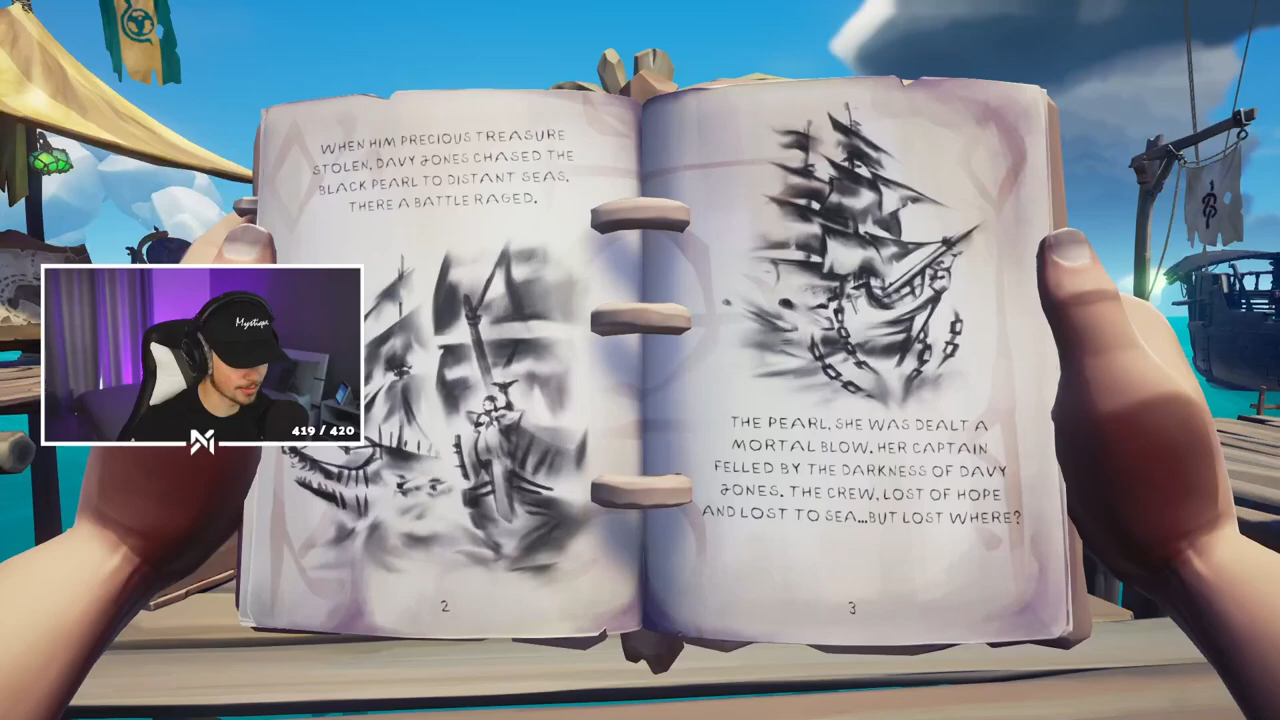 WHEN HIM PRECIOUS TREASURE
STOLEN, DAVY JONES CHASED THE
BLACK PEARL TO DISTANT SEAS.
THERE A BATTLE RAGED.
2
THE PEARL, SHE WAS DEALT A
MORTAL BLOW, HER CAPTAIN
FELLED BY THE DARKNESS OF DAVY
JONES. THE CREW, LOST OF HOPE
AND LOST TO SEA...BUT LOST WHERE?
3
Mystique
419 / 420